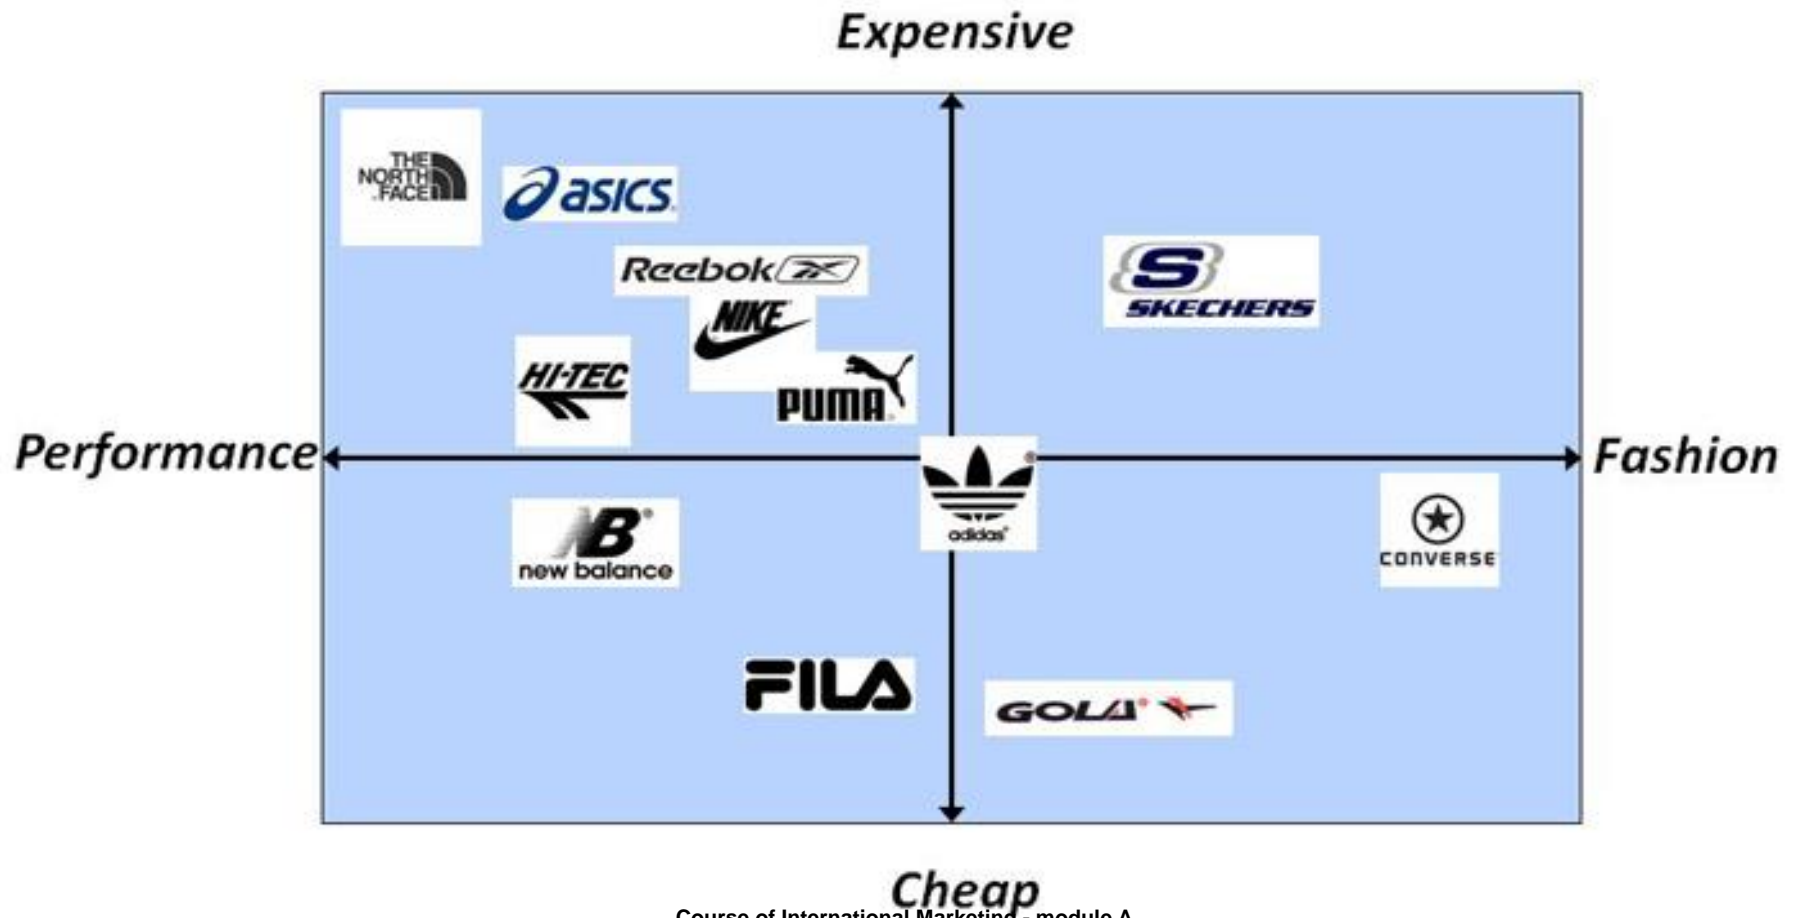 Expensive
THE
NORTH
FACE
asics
Reebok
SKECHERS
NIKE
HI-TEC
PUMA
Performance
Fashion
adidas
NB
new balance
CONVERSE
FILA
GOLA
Cheap
Course of International Marketing - module A